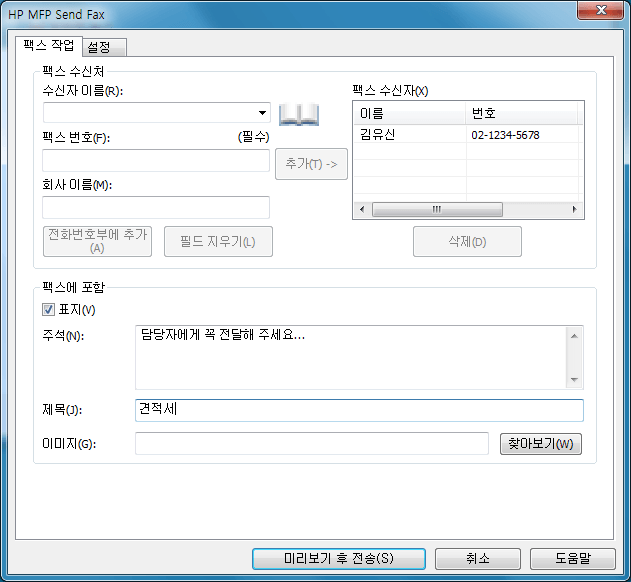 HP MFP Send Fax
팩스 작업
설정
팩스 수신처
수신자 이름(R):
팩스 번호(F):
(필수)
추가(T) ->
회사 이름(M):
전화번호부에 추가
(A)
필드 지우기(L)
팩스 수신자(X)
이름 번호
김유신 02-1234-5678
삭제(D)
팩스에 포함
표지(V)
주석(N):
담당자에게 꼭 전달해 주세요...
제목(J):
견적세
이미지(G):
찾아보기(W)
미리보기 후 전송(S)
취소
도움말